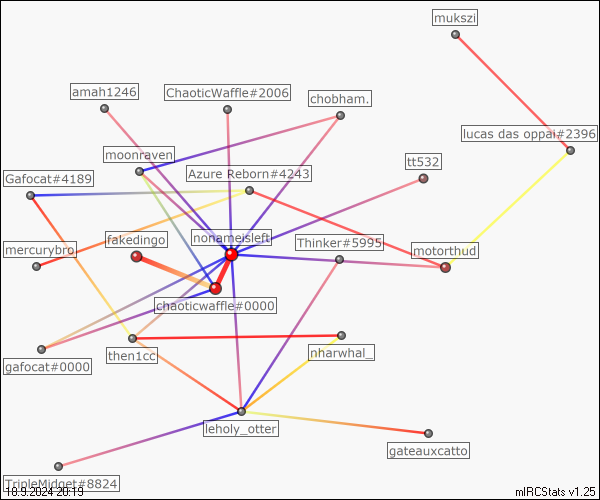 mukszi
amah1246
ChaoticWaffle#2006
chobham.
lucas das oppai#2396
moonraven
tt532
Gafocat#4189
Azure Reborn#4243
fakedingo
nonameisleft
Thinker#5995
mercurybro
motorthud
chaoticwaffle#0000
then1cc
nharwhal_
gafocat#0000
leholy_otter
gateauxcatto
TripleMidget#8824
18.9.2024 20:19
mIRCStats v1.25